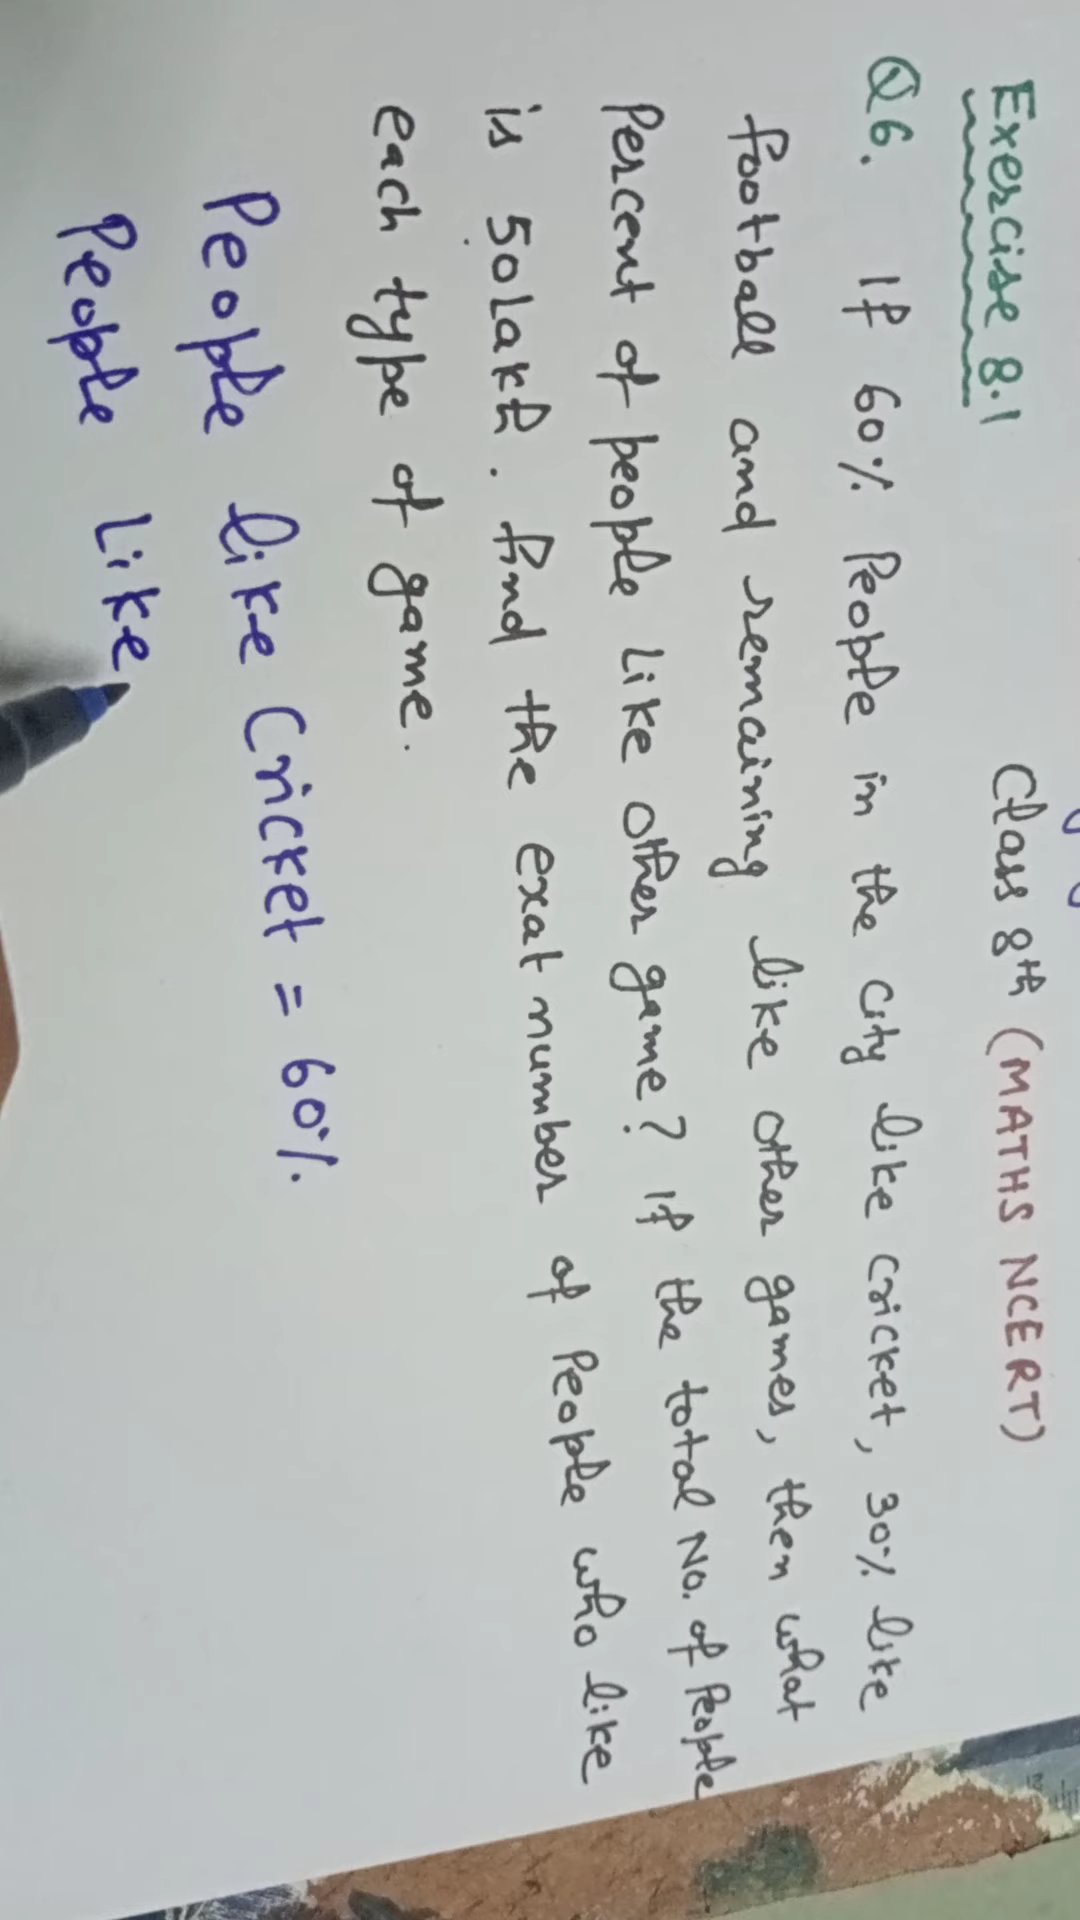 Class 8th (MATHS NCERT)
Exercise 8.1
Q6. If 60% People in the City like Cricket, 30% like
football and remaining like other games, then what
Percent of people Like other game? If the total No. of People
is 50Lakh. find the exat number of People who like
each type of game.
People like Cricket = 60%
People Like